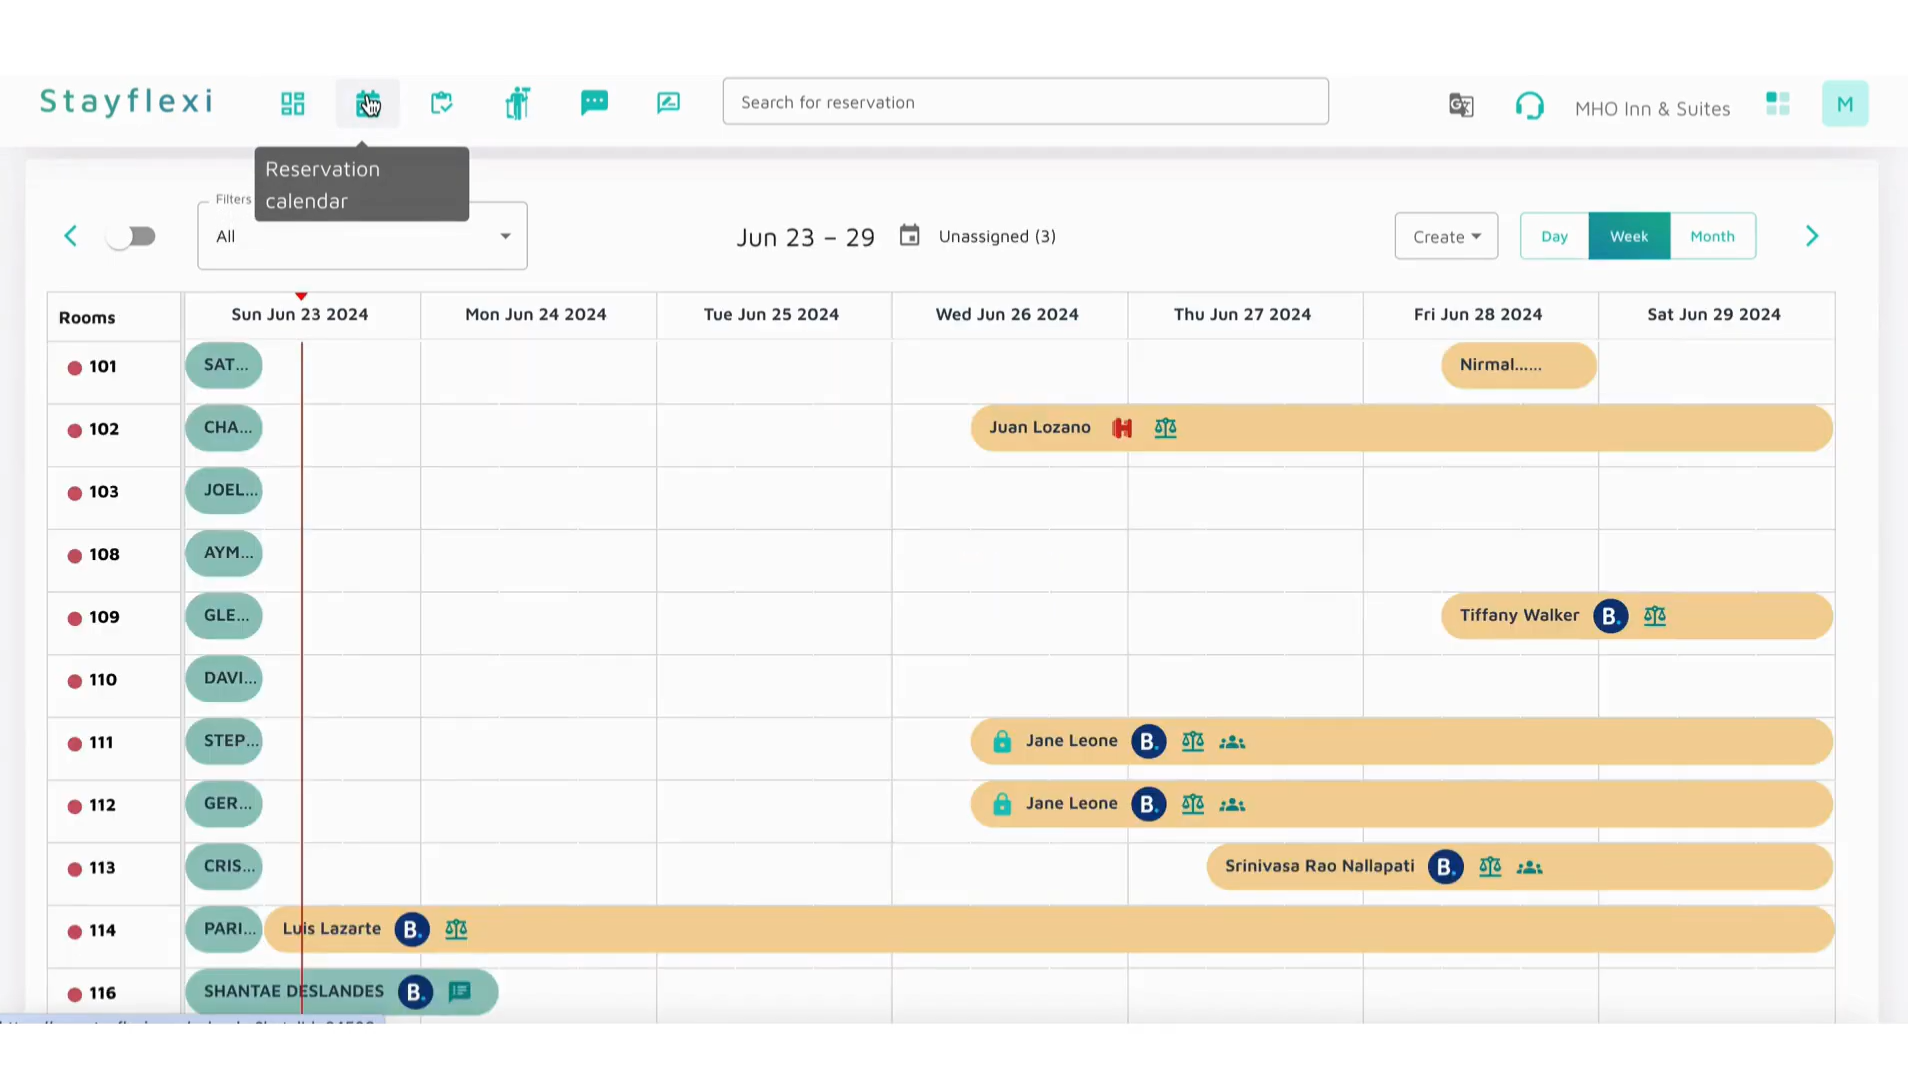 Stayflexi
Search for reservation
MHO Inn & Suites
M
Reservation
calendar
Filters
All
Jun 23 – 29
Unassigned (3)
Create
Day
Week
Month
Rooms
Sun Jun 23 2024
Mon Jun 24 2024
Tue Jun 25 2024
Wed Jun 26 2024
Thu Jun 27 2024
Fri Jun 28 2024
Sat Jun 29 2024
101
SAT...
Nirmal......
102
CHA...
Juan Lozano
103
JOEL...
108
AYM...
109
GLE...
Tiffany Walker
B.
110
DAVI...
111
STEP...
Jane Leone
B.
112
GER...
Jane Leone
B.
113
CRIS...
Srinivasa Rao Nallapati
B.
114
PARI...
Luis Lazarte
B.
116
SHANTAE DESLANDES
B.